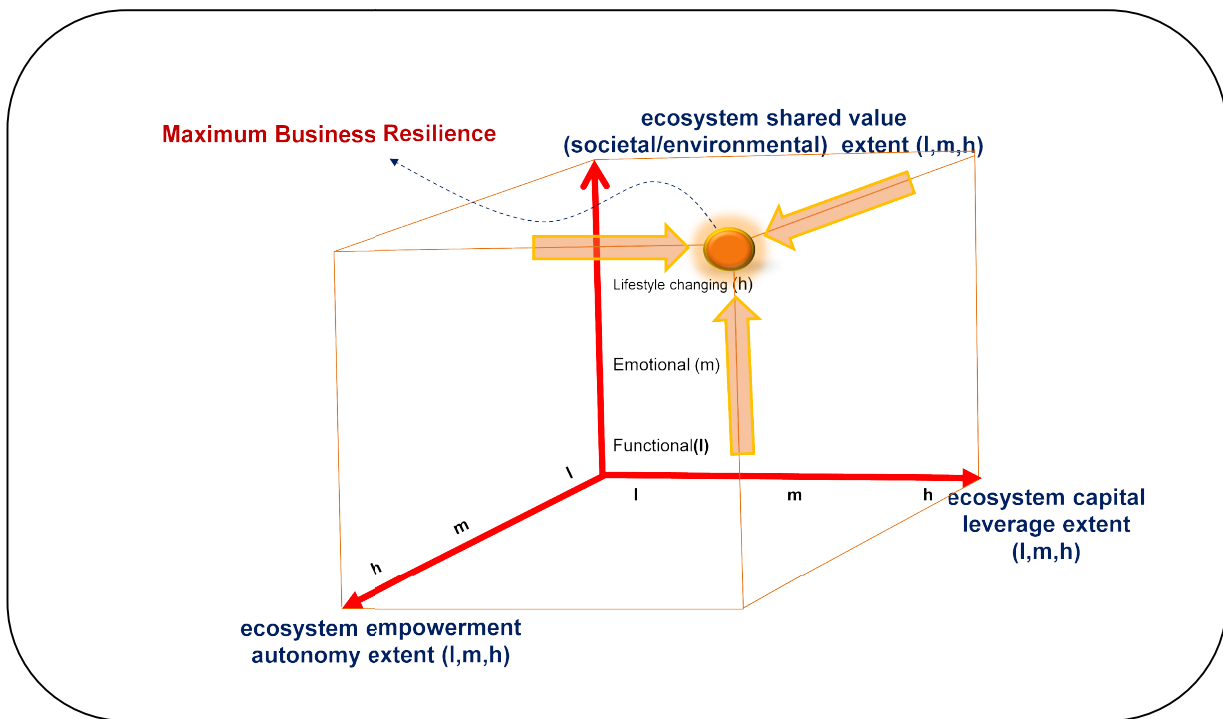 ecosystem shared value
Maximum Business Resilience
(societal/environmental) extent (l,m,h)
Lifestyle changing (h)
Emotional (m)
Functional(l)
l
l
m
h
m
h
ecosystem capital
leverage extent
(l,m,h)
ecosystem empowerment
autonomy extent (l,m,h)